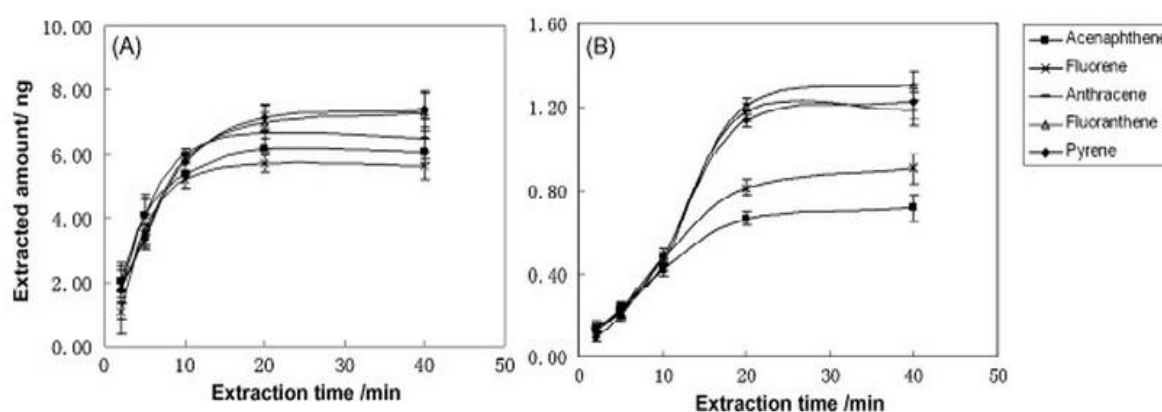 (A)
Extracted amount/ ng
10.00
8.00
6.00
4.00
2.00
0.00
0
10
20
30
40
50
Extraction time /min
(B)
1.60
1.20
0.80
0.40
0.00
0
10
20
30
40
50
Extraction time /min
Acenaphthene
Fluorene
Anthracene
Fluoranthene
Pyrene